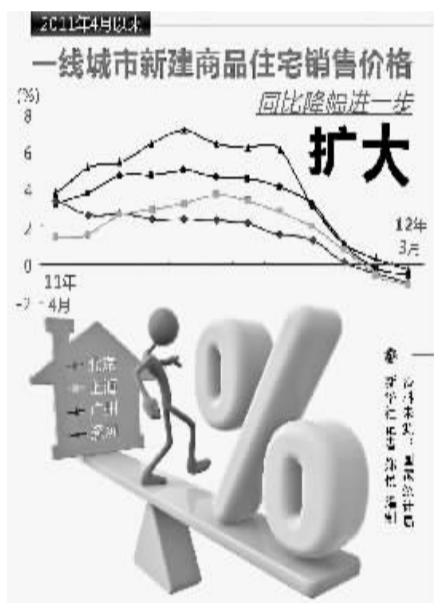 2011年4月以来
一线城市新建商品住宅销售价格
同比降幅进一步
扩大
(%)
8
6
4
2
0
-2
11年
4月
12年
3月
北京
上海
广州
深圳